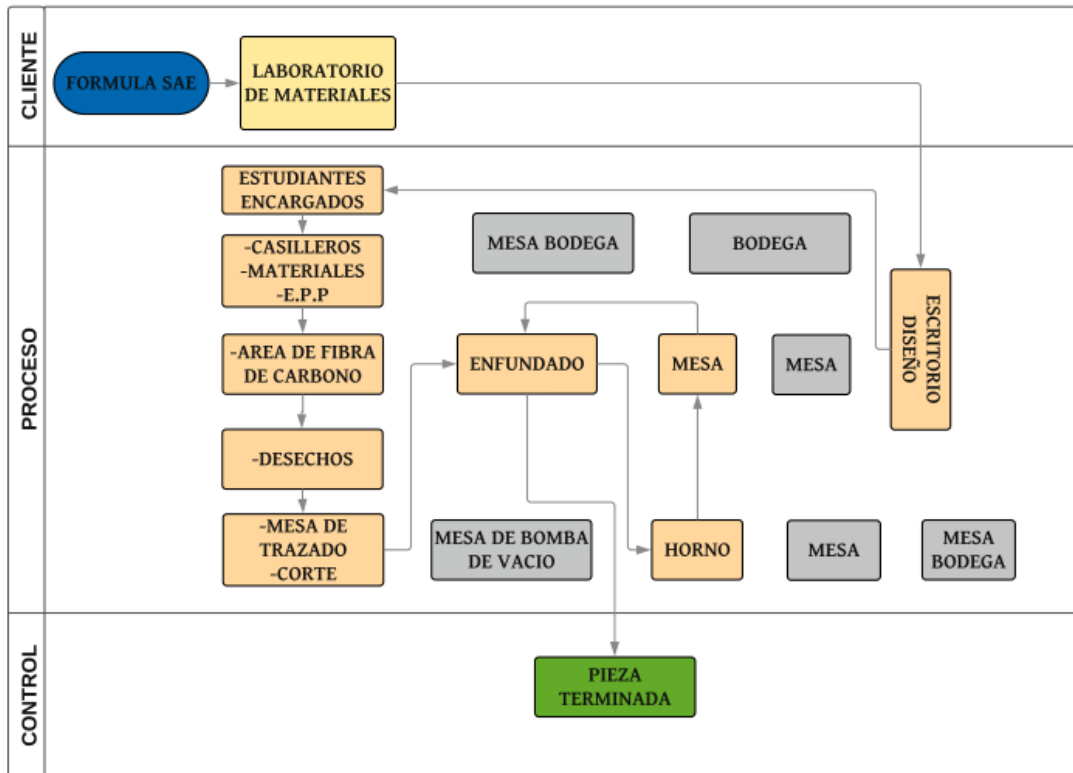 CLIENTE
FORMULA SAE
LABORATORIO
DE MATERIALES
PROCESO
ESTUDIANTES
ENCARGADOS
-CASILLEROS
-MATERIALES
-E.P.P
-AREA DE FIBRA
DE CARBONO
-DESECHOS
-MESA DE
TRAZADO
-CORTE
MESA BODEGA
BODEGA
ENFUNDADO
MESA
MESA
ESCRITORIO
DISEÑO
MESA DE BOMBA
DE VACIO
HORNO
MESA
MESA
BODEGA
CONTROL
PIEZA
TERMINADA